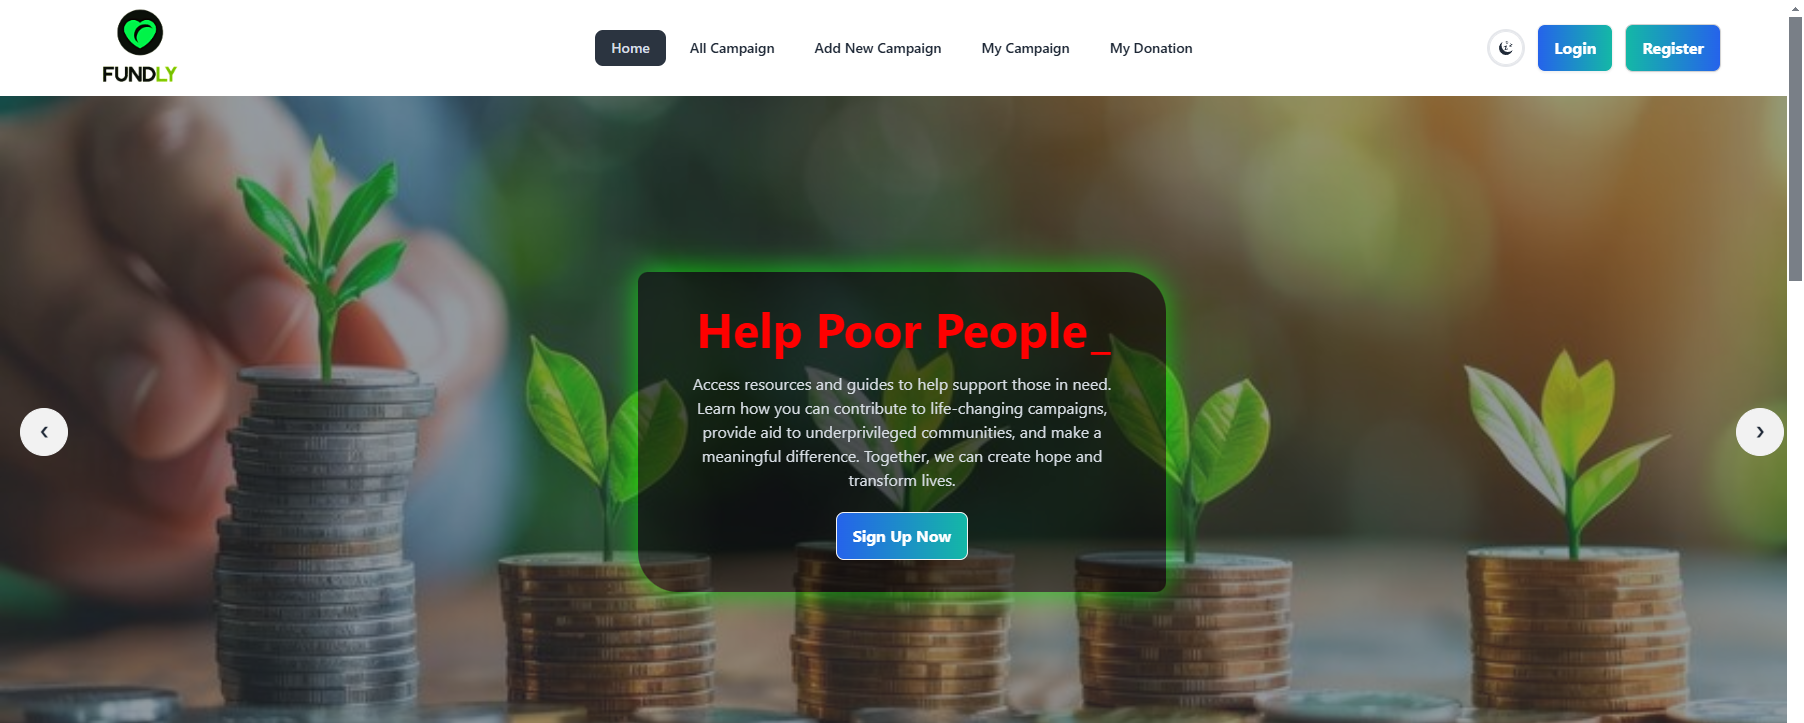 FUNDLY
Home
All Campaign
Add New Campaign
My Campaign
My Donation
Login
Register
Help Poor People_
Access resources and guides to help support those in need.
Learn how you can contribute to life-changing campaigns,
provide aid to underprivileged communities, and make a
meaningful difference. Together, we can create hope and
transform lives.
Sign Up Now